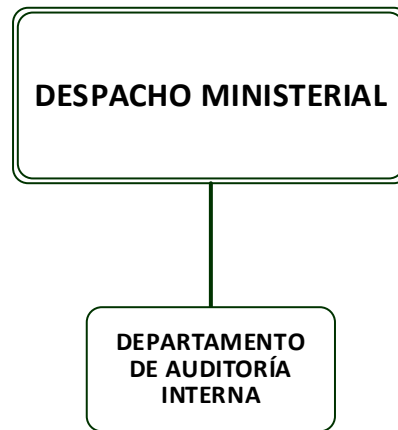 DESPACHO MINISTERIAL
DEPARTAMENTO
DE AUDITORÍA
INTERNA